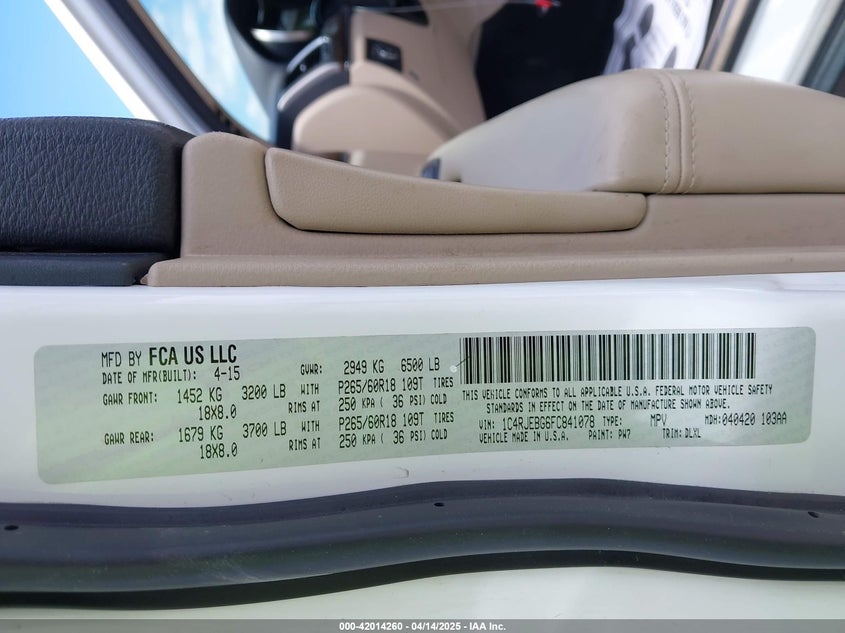 MFD BY FCA US LLC
DATE OF MFR(BUILT): 4-15 GVWR: 2949 KG 6500 LB
GAWR FRONT: 1452 KG 3200 LB WITH P265/60R18 109T TIRES
18X8.0 RIMS AT 250 KPA ( 36 PSI) COLD
GAWR REAR: 1679 KG 3700 LB WITH P265/60R18 109T TIRES
18X8.0 RIMS AT 250 KPA ( 36 PSI) COLD
THIS VEHICLE CONFORMS TO ALL APPLICABLE U.S.A. FEDERAL MOTOR VEHICLE SAFETY
STANDARDS IN EFFECT ON THE DATE OF MANUFACTURE SHOWN ABOVE.
VIN: 1C4RJEBG6FC841078 TYPE: MPV MDH:040420 103AA
VEHICLE MADE IN U.S.A. PAINT: PW7 TRIM: DLXL
000-42014260 - 04/14/2025 - IAA Inc.